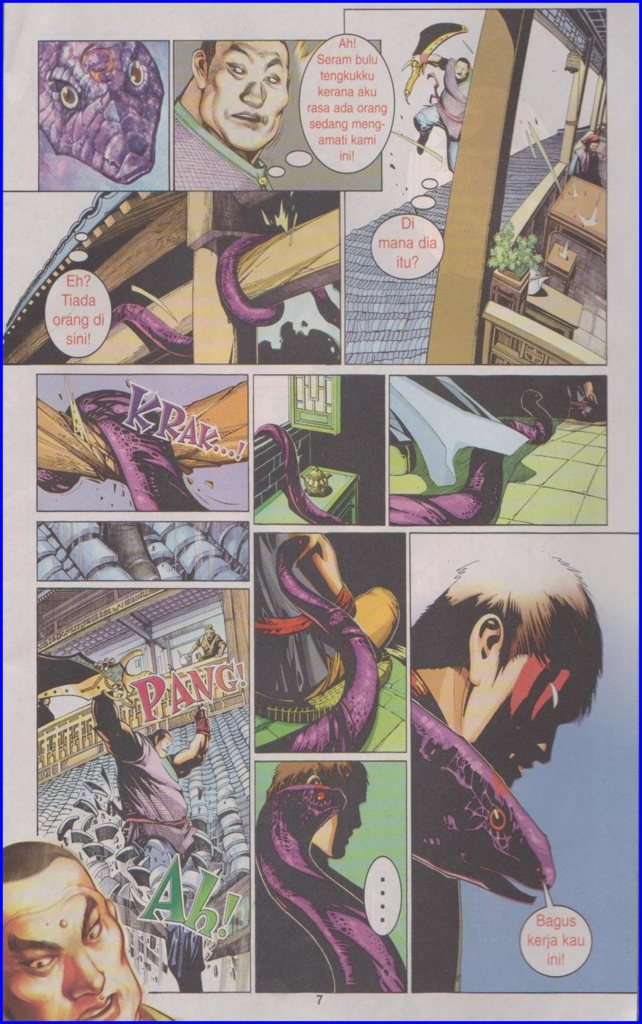 Ah!
Seram bulu
tengkukku
kerana aku
rasa ada orang
sedang meng-
amati kami
ini!
Di
mana dia
itu?
Eh?
Tiada
orang di
sini!
KRAK...!
PANG!
Ah!
....
Bagus
kerja kau
ini!
7